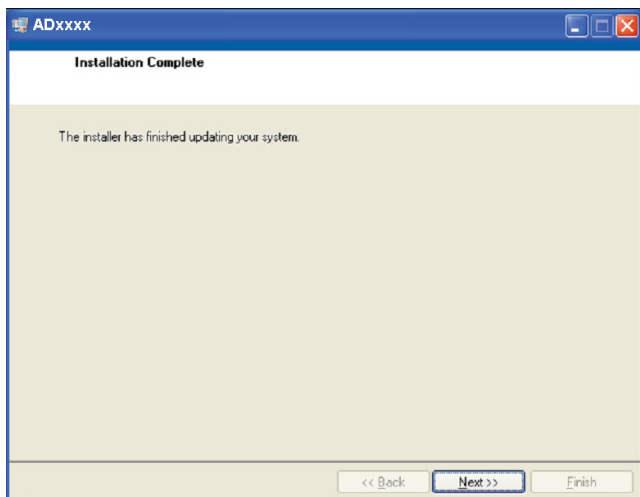 ADxxxx
Installation Complete
The installer has finished updating your system.
<< Back Next >> Finish